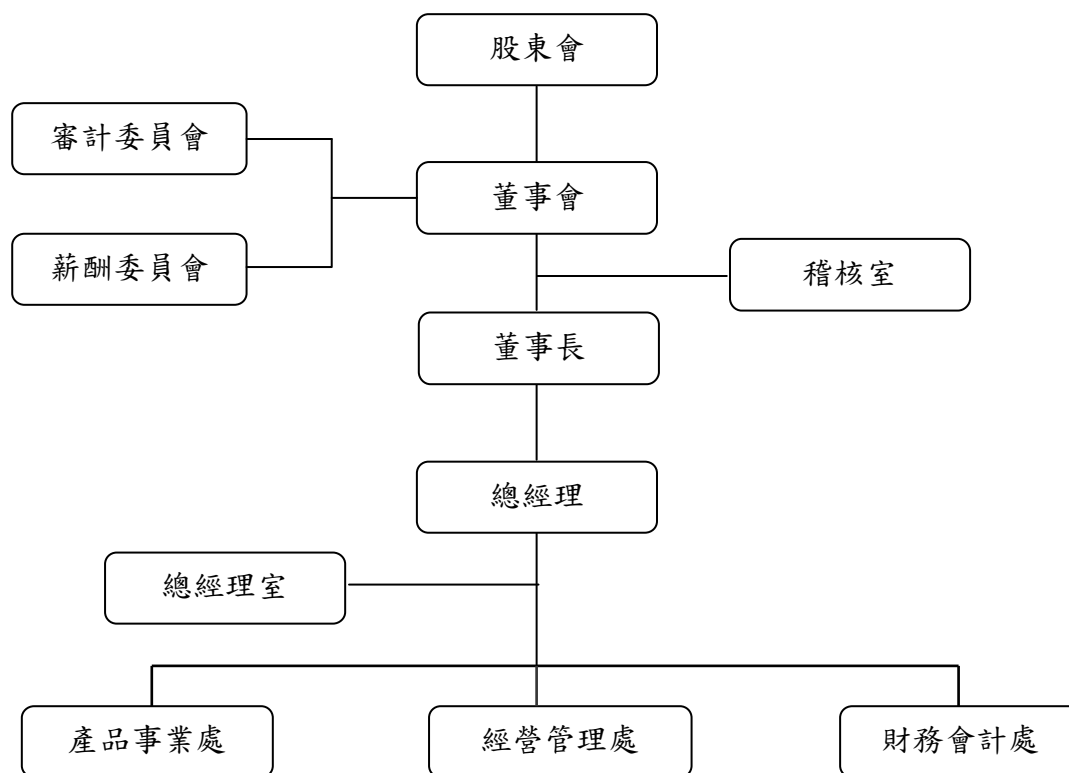 股東會
審計委員會
董事會
薪酬委員會
稽核室
董事長
總經理
總經理室
產品事業處
經營管理處
財務會計處